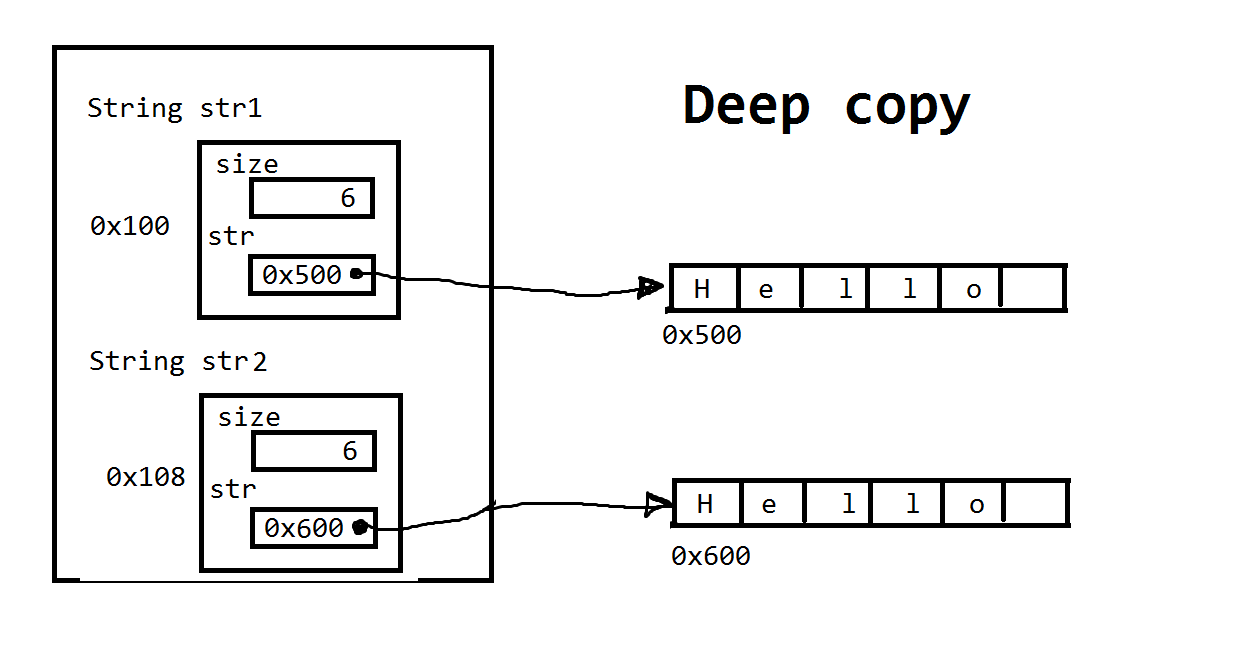 Deep copy
String str1
size
6
0x100
str
0x500
H e l l o
0x500
String str2
size
6
0x108
str
0x600
H e l l o
0x600